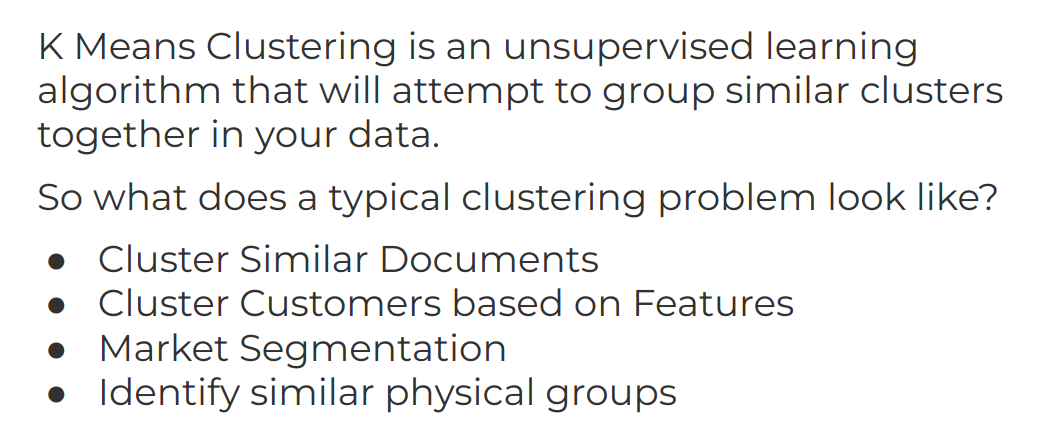 K Means Clustering is an unsupervised learning
algorithm that will attempt to group similar clusters
together in your data.
So what does a typical clustering problem look like?
● Cluster Similar Documents
● Cluster Customers based on Features
● Market Segmentation
● Identify similar physical groups